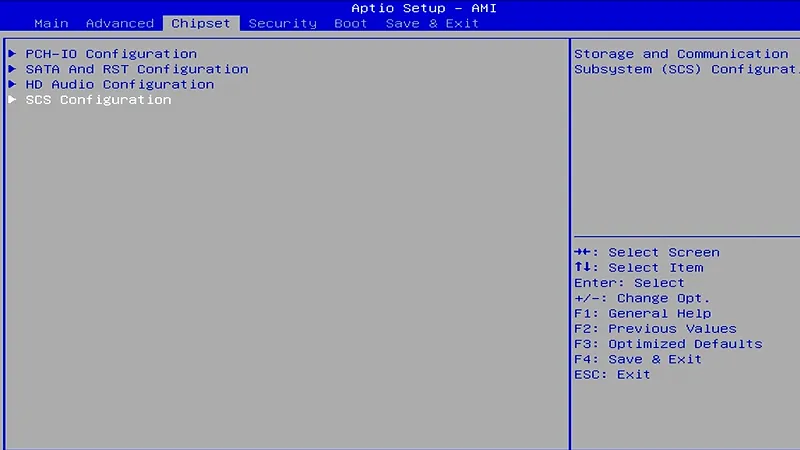 Aptio Setup – AMI
Main Advanced Chipset Security Boot Save & Exit
PCH-IO Configuration
SATA And RST Configuration
HD Audio Configuration
SCS Configuration
Storage and Communication
Subsystem (SCS) Configurat
→←: Select Screen
↑↓: Select Item
Enter: Select
+/-: Change Opt.
F1: General Help
F2: Previous Values
F3: Optimized Defaults
F4: Save & Exit
ESC: Exit